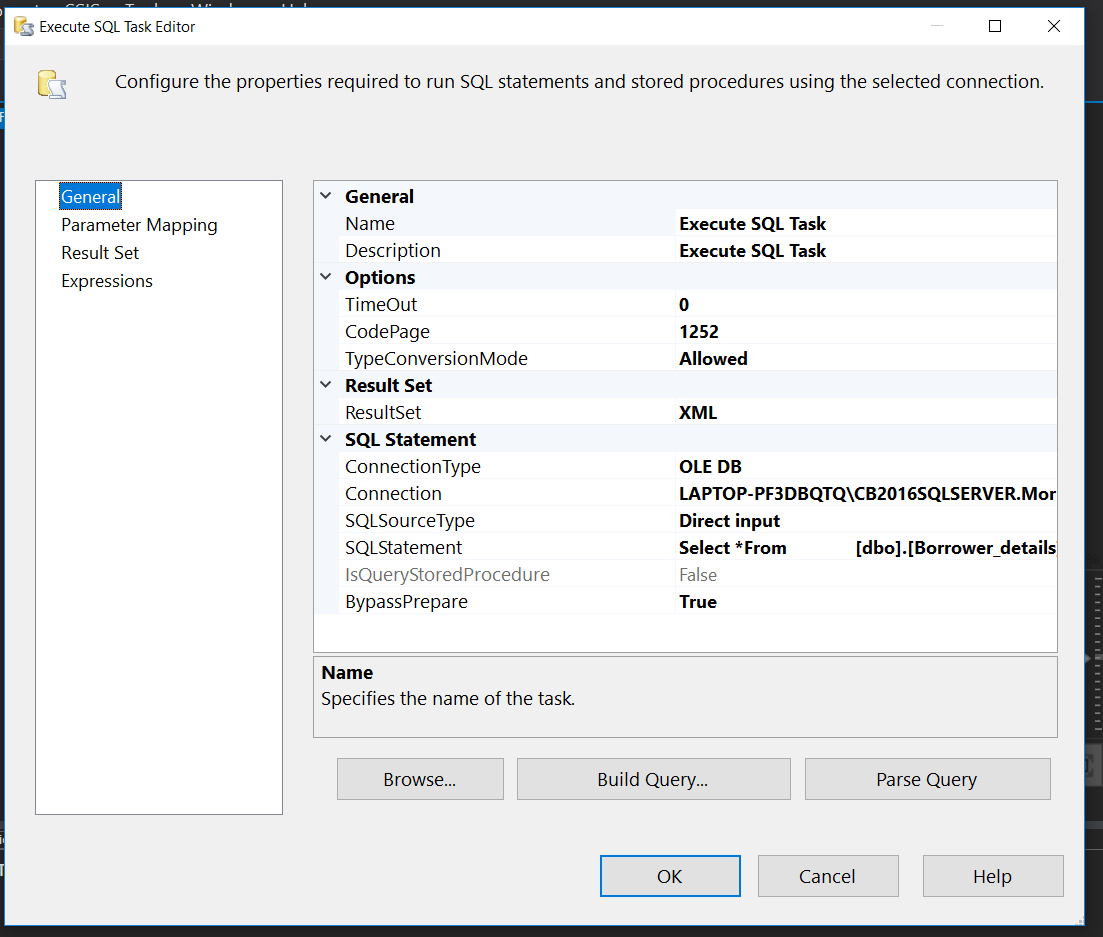 Execute SQL Task Editor
Configure the properties required to run SQL statements and stored procedures using the selected connection.
General
Parameter Mapping
Result Set
Expressions
General
Name Execute SQL Task
Description Execute SQL Task
Options
TimeOut 0
CodePage 1252
TypeConversionMode Allowed
Result Set
ResultSet XML
SQL Statement
ConnectionType OLE DB
Connection LAPTOP-PF3DBQTQ\CB2016SQLSERVER.Mor
SQLSourceType Direct input
SQLStatement Select *From [dbo].[Borrower_details]
IsQueryStoredProcedure False
BypassPrepare True
Name
Specifies the name of the task.
Browse... Build Query... Parse Query
OK Cancel Help